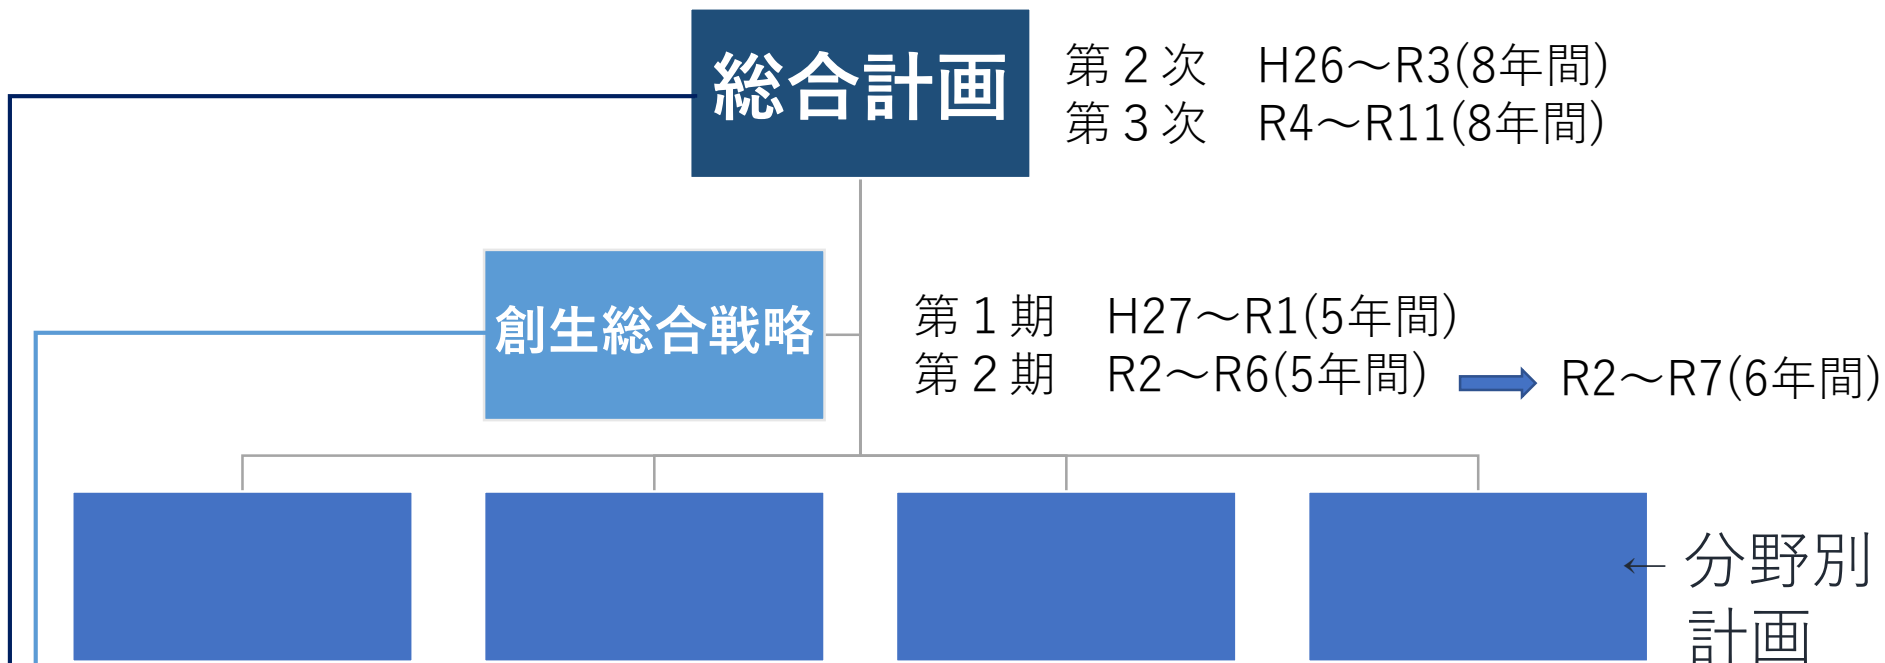 総合計画
第２次　H26～R3(8年間)
第３次　R4～R11(8年間)
創生総合戦略
第１期　H27～R1(5年間)
第２期　R2～R6(5年間)
R2～R7(6年間)
← 分野別
計画